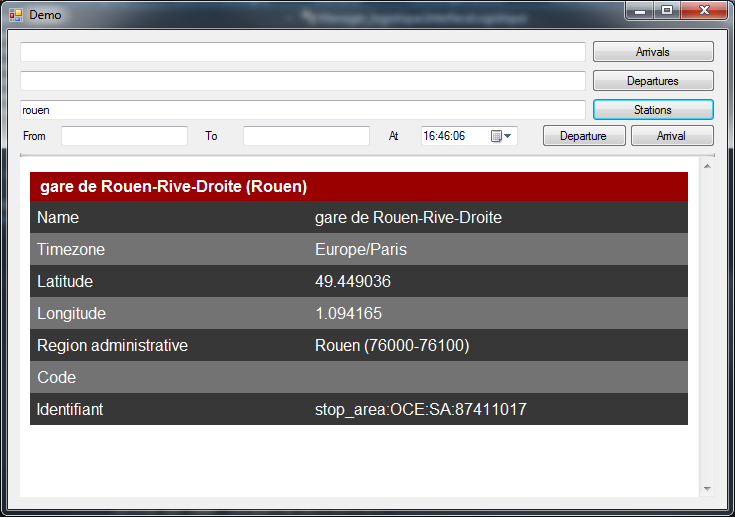 Demo
Arrivals
Departures
rouen Stations
From To At 16:46:06 Departure Arrival
gare de Rouen-Rive-Droite (Rouen)
Name gare de Rouen-Rive-Droite
Timezone Europe/Paris
Latitude 49.449036
Longitude 1.094165
Region administrative Rouen (76000-76100)
Code
Identifiant stop_area:OCE:SA:87411017